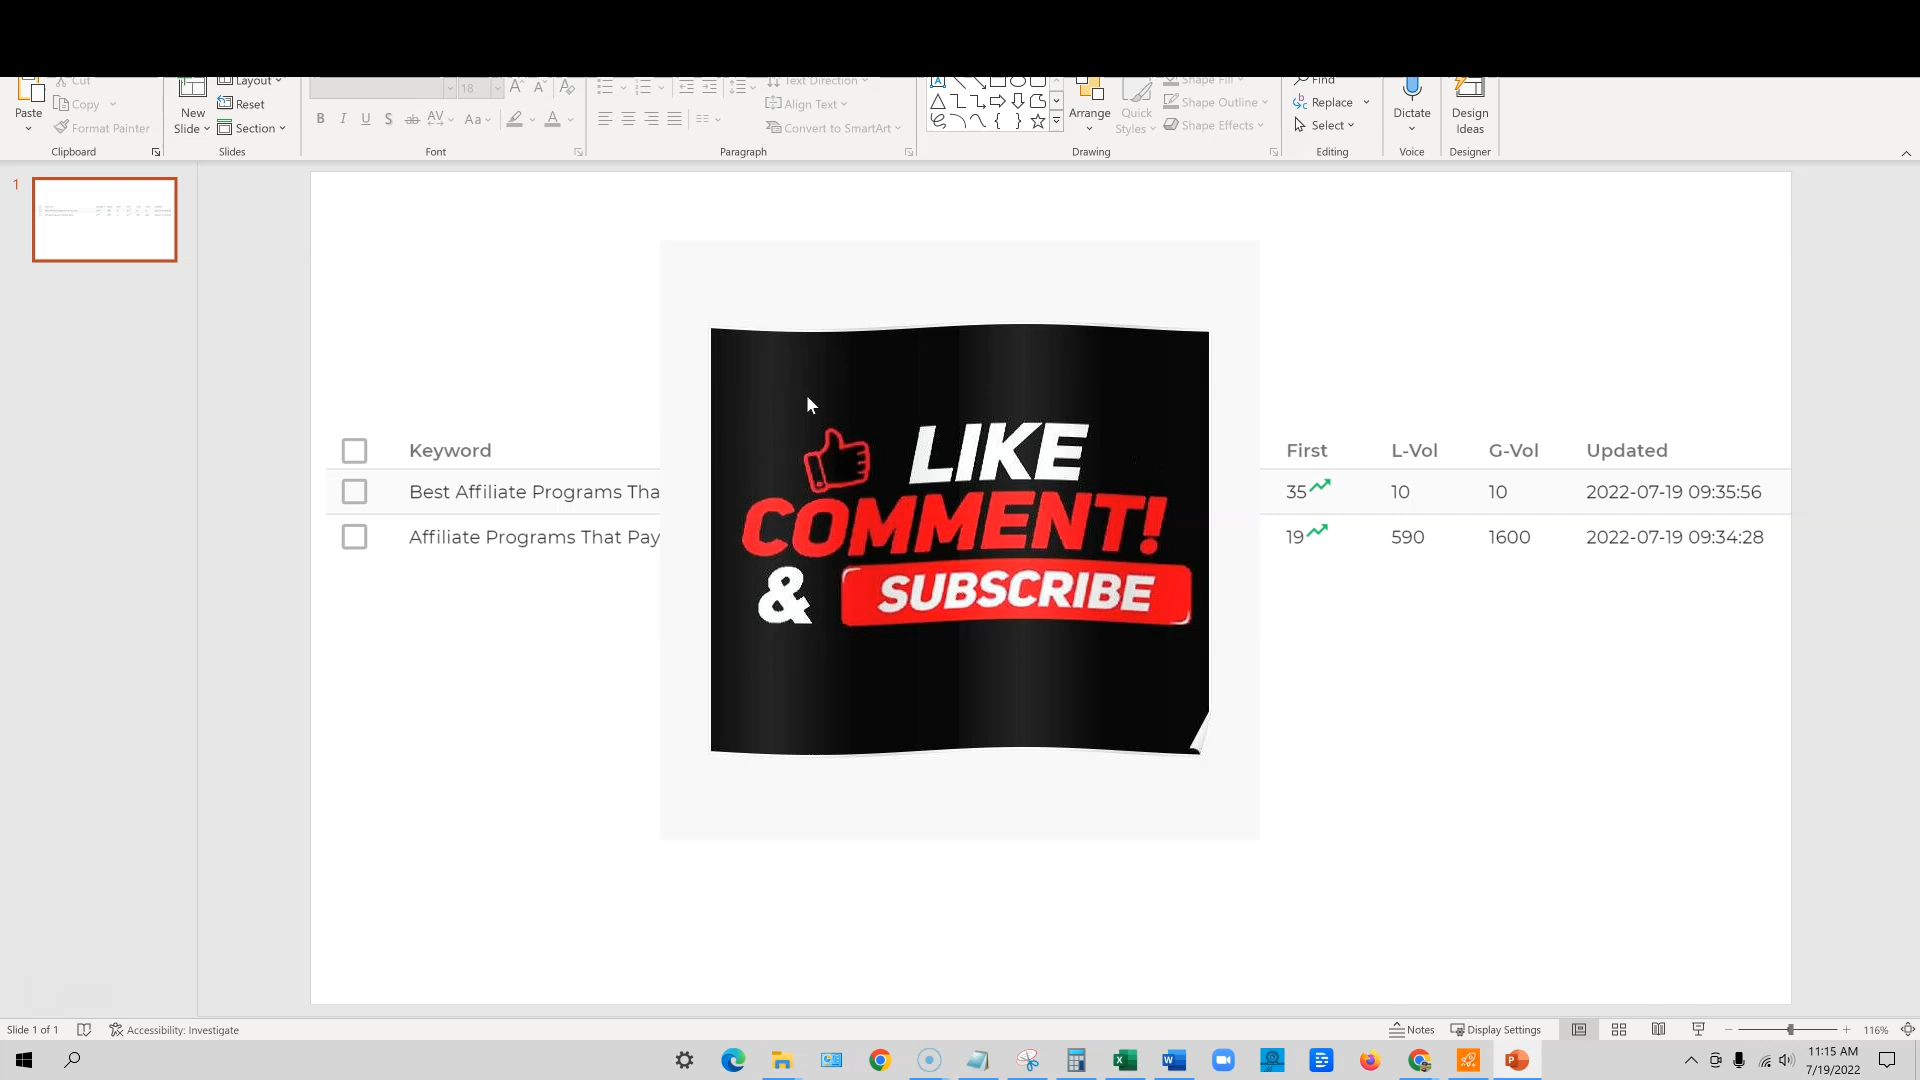 Cut
Copy
Format Painter
Paste
Clipboard
New
Slide
Layout
Reset
Section
Slides
18
B I U S ab AV Aa
Font
Text Direction
Align Text
Convert to SmartArt
Paragraph
Arrange
Quick
Styles
Shape Fill
Shape Outline
Shape Effects
Drawing
Find
Replace
Select
Editing
Dictate
Voice
Design
Ideas
Designer
1
Keyword First L-Vol G-Vol Updated
Best Affiliate Programs Tha 35 10 10 2022-07-19 09:35:56
Affiliate Programs That Pay 19 590 1600 2022-07-19 09:34:28
LIKE
COMMENT!
& SUBSCRIBE
Slide 1 of 1 Accessibility: Investigate Notes Display Settings 116%
11:15 AM
7/19/2022